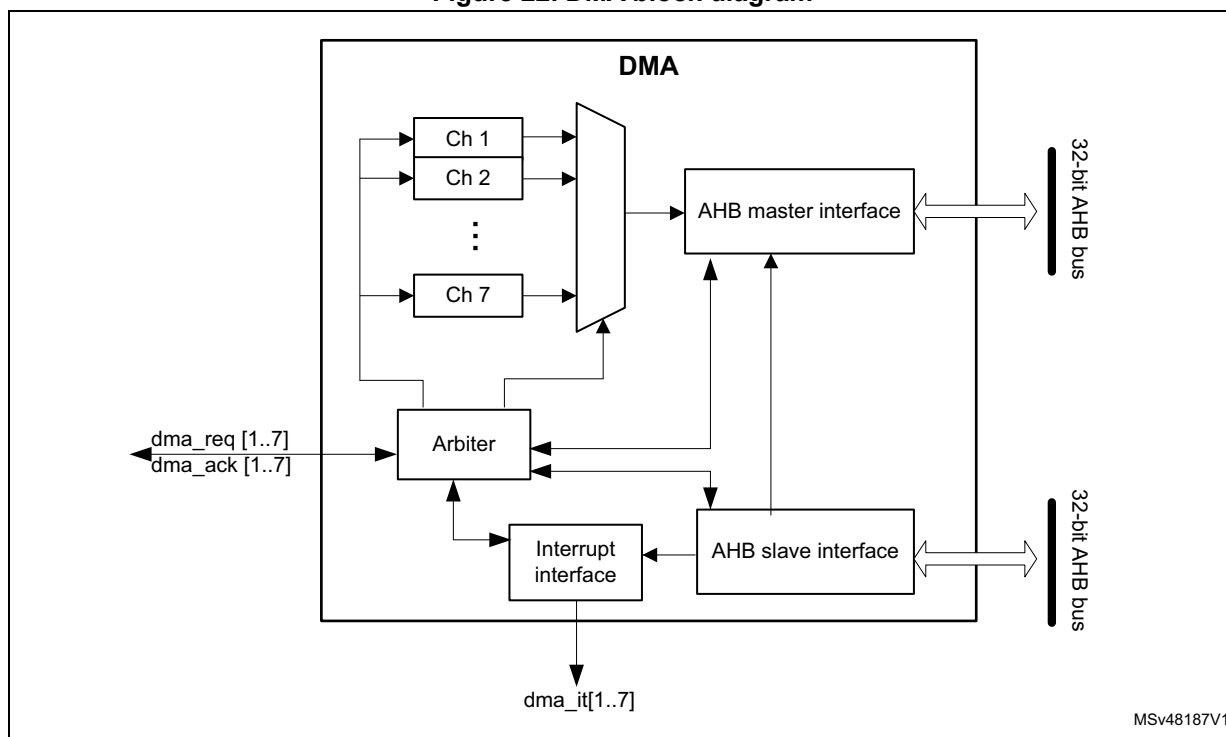 Figure 22. DMA block diagram
DMA
Ch 1
Ch 2
Ch 7
AHB master interface
32-bit AHB bus
dma_req [1..7]
dma_ack [1..7]
Arbiter
Interrupt
interface
AHB slave interface
32-bit AHB bus
dma_it[1..7]
MSv48187V1